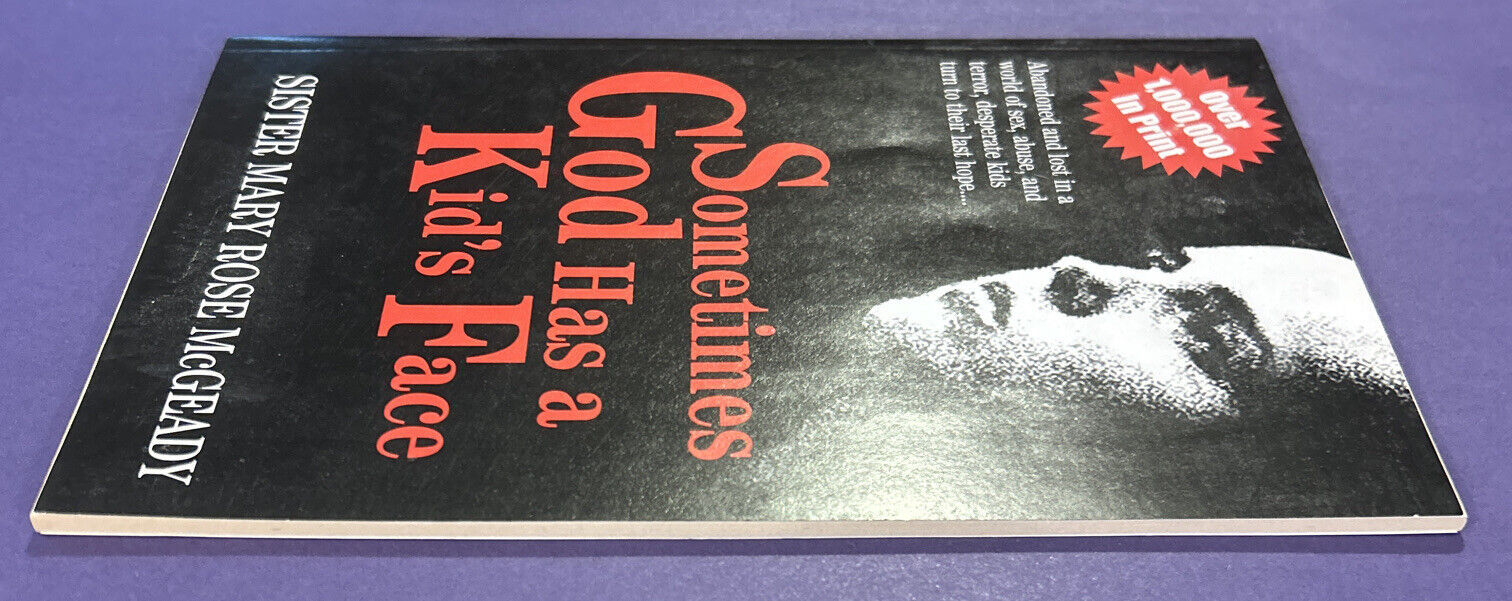 Over
1,000,000
In Print
Abandoned and lost in a
world of sex, abuse, and
terror, desperate kids
turn to their last hope....
Sometimes
God Has a
Kid's Face
SISTER MARY ROSE McGEADY